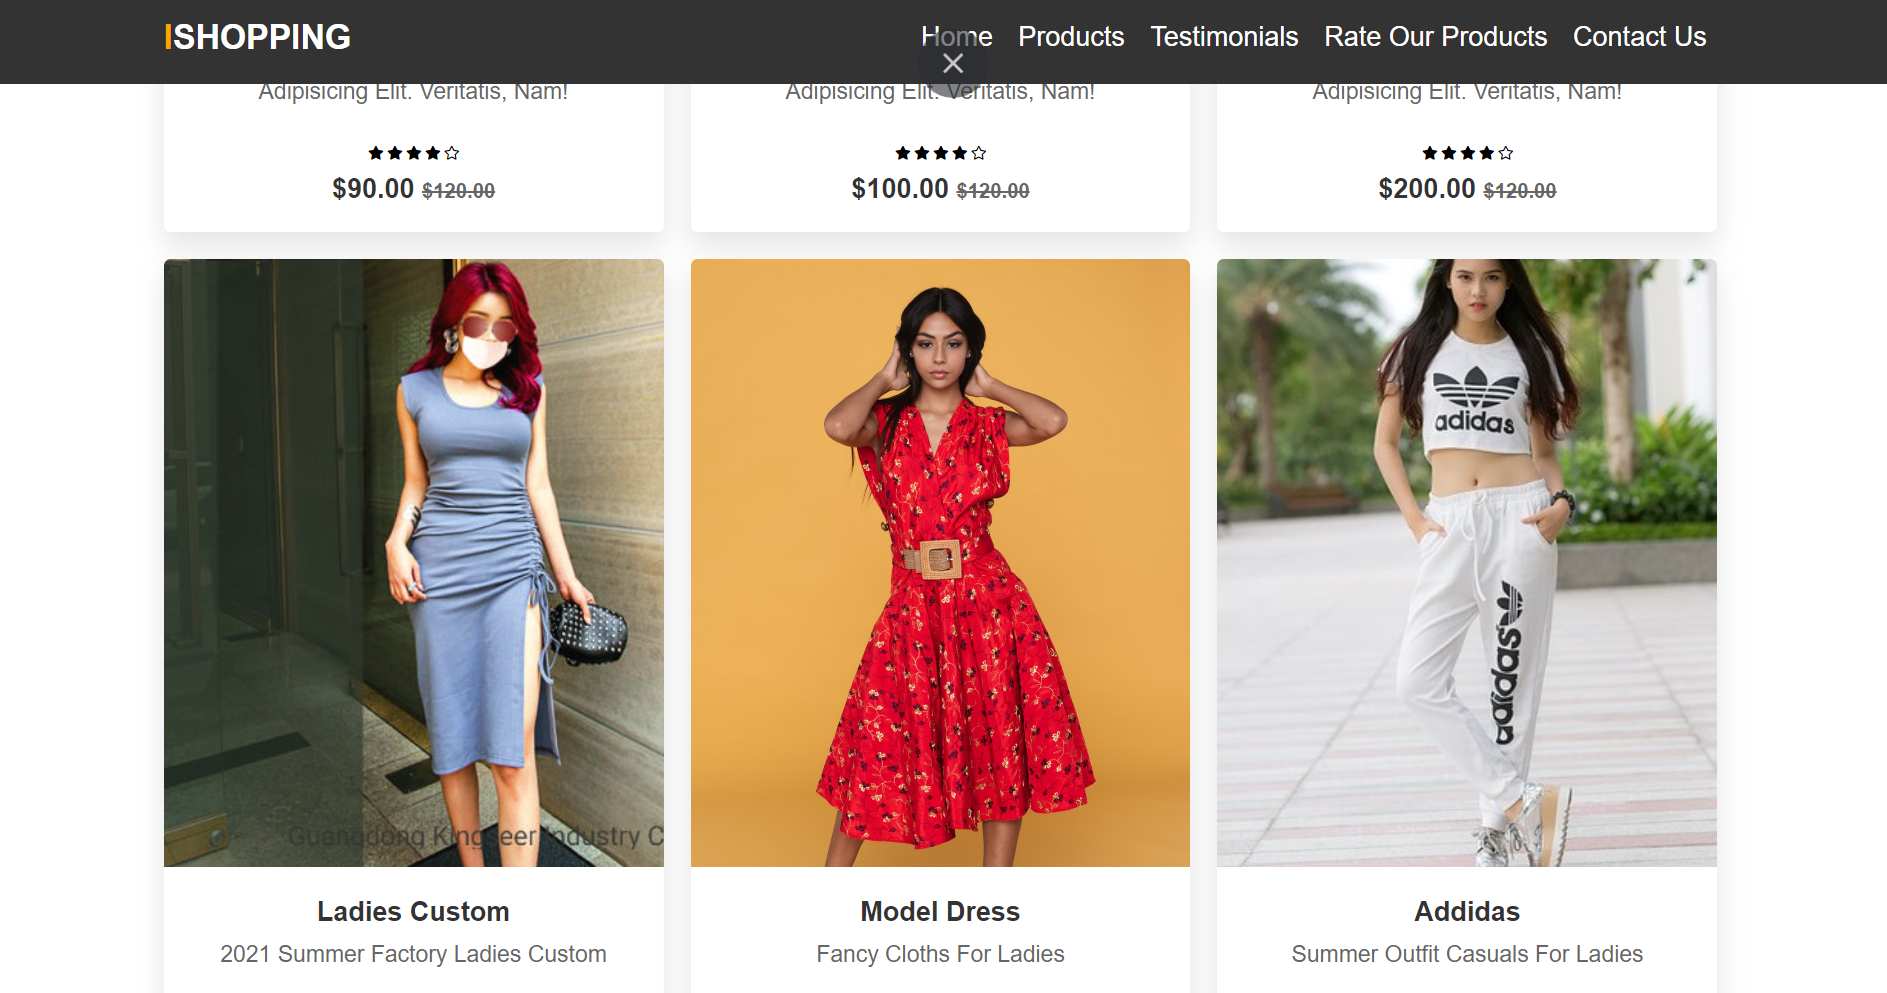 ISHOPPING
Home Products Testimonials Rate Our Products Contact Us
Adipisicing Elit. Veritatis, Nam!
Adipisicing Elit. Veritatis, Nam!
Adipisicing Elit. Veritatis, Nam!
$90.00 $120.00
$100.00 $120.00
$200.00 $120.00
adidas
adidas
Guangdong Kingseer Industry C
Ladies Custom
2021 Summer Factory Ladies Custom
Model Dress
Fancy Cloths For Ladies
Addidas
Summer Outfit Casuals For Ladies